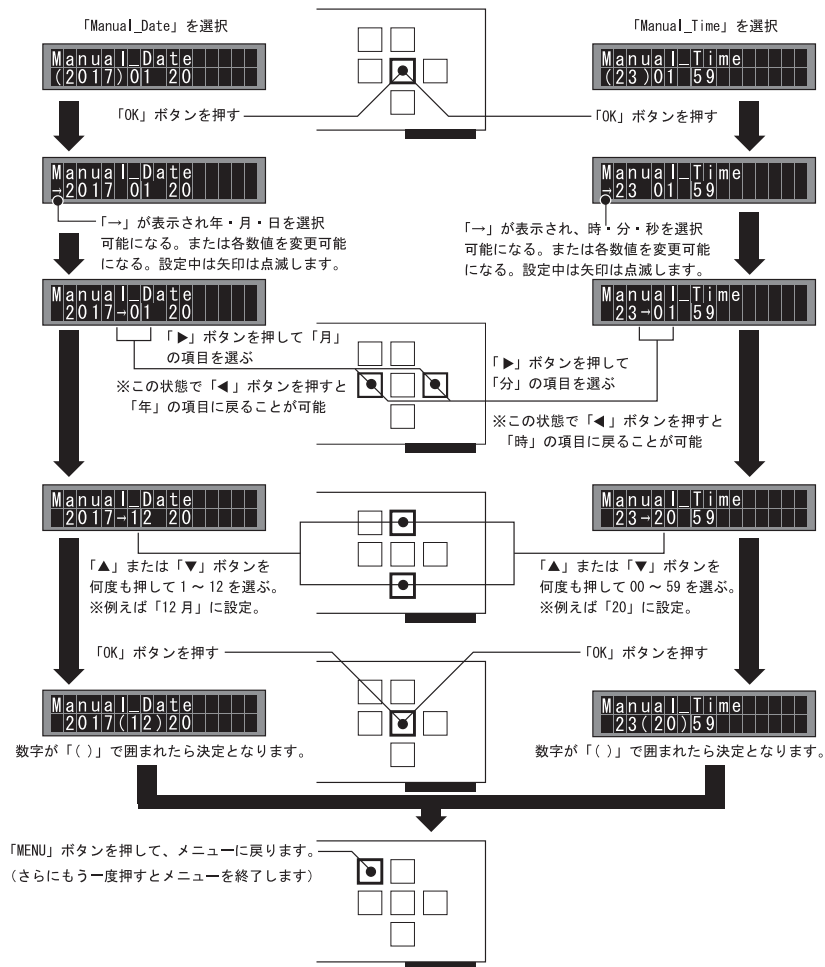 「Manual_Date」を選択
Manual_Date
(2017)01 20
「OK」ボタンを押す
Manual_Date
→2017 01 20
「→」が表示され年・月・日を選択
可能になる。または各数値を変更可能
になる。設定中は矢印は点滅します。
Manual_Date
2017→01 20
「▶」ボタンを押して「月」
の項目を選ぶ
※この状態で「◀」ボタンを押すと
「年」の項目に戻ることが可能
Manual_Date
2017→12 20
「▲」または「▼」ボタンを
何度も押して 1 ～ 12 を選ぶ。
※例えば「12 月」に設定。
「OK」ボタンを押す
Manual_Date
2017(12)20
数字が「( )」で囲まれたら決定となります。
「Manual_Time」を選択
Manual_Time
(23)01 59
「OK」ボタンを押す
Manual_Time
→23 01 59
「→」が表示され、時・分・秒を選択
可能になる。または各数値を変更可能
になる。設定中は矢印は点滅します。
Manual_Time
23→01 59
「▶」ボタンを押して
「分」の項目を選ぶ
※この状態で「◀」ボタンを押すと
「時」の項目に戻ることが可能
Manual_Time
23→20 59
「▲」または「▼」ボタンを
何度も押して 00 ～ 59 を選ぶ。
※例えば「20」に設定。
「OK」ボタンを押す
Manual_Time
23(20)59
数字が「( )」で囲まれたら決定となります。
「MENU」ボタンを押して、メニューに戻ります。
（さらにもう一度押すとメニューを終了します）